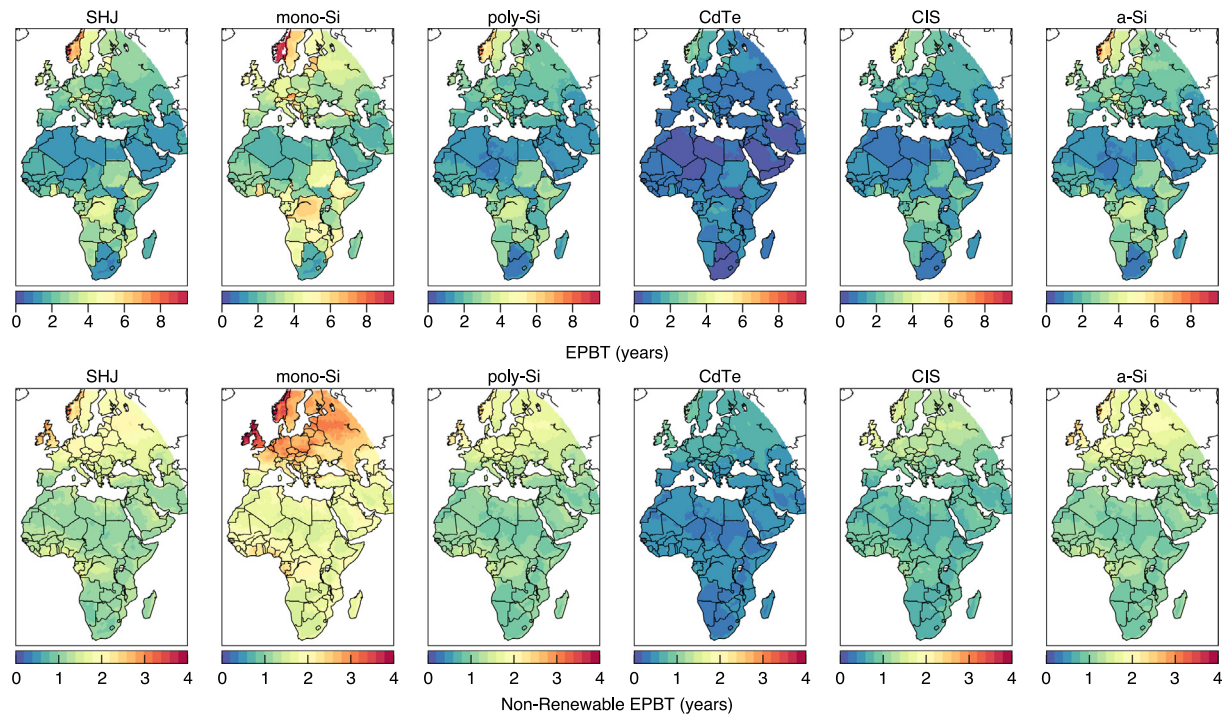 SHJ mono-Si poly-Si CdTe CIS a-Si
0 2 4 6 8 0 2 4 6 8 0 2 4 6 8 0 2 4 6 8 0 2 4 6 8 0 2 4 6 8
EPBT (years)
SHJ mono-Si poly-Si CdTe CIS a-Si
0 1 2 3 4 0 1 2 3 4 0 1 2 3 4 0 1 2 3 4 0 1 2 3 4 0 1 2 3 4
Non-Renewable EPBT (years)